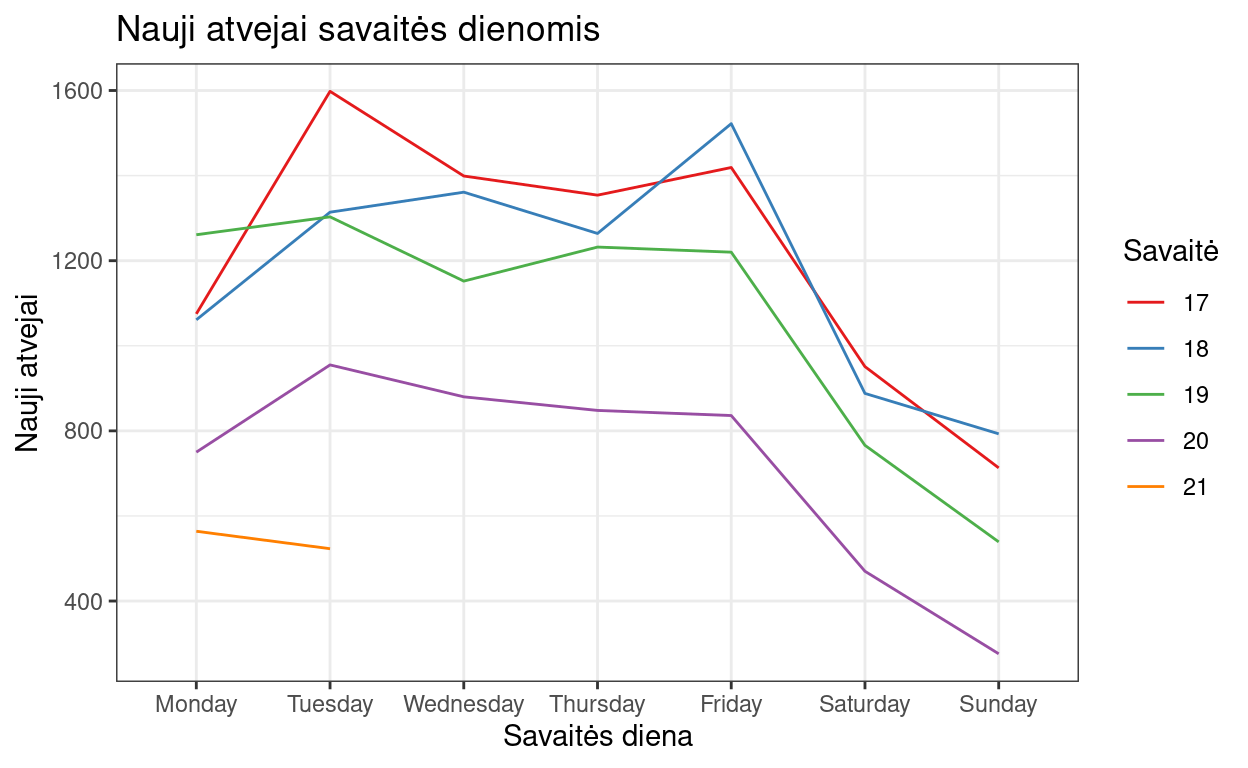 Nauji atvejai savaitės dienomis
1600
1200
800
400
Nauji atvejai
Monday Tuesday Wednesday Thursday Friday Saturday Sunday
Savaitės diena
Savaitė
17
18
19
20
21